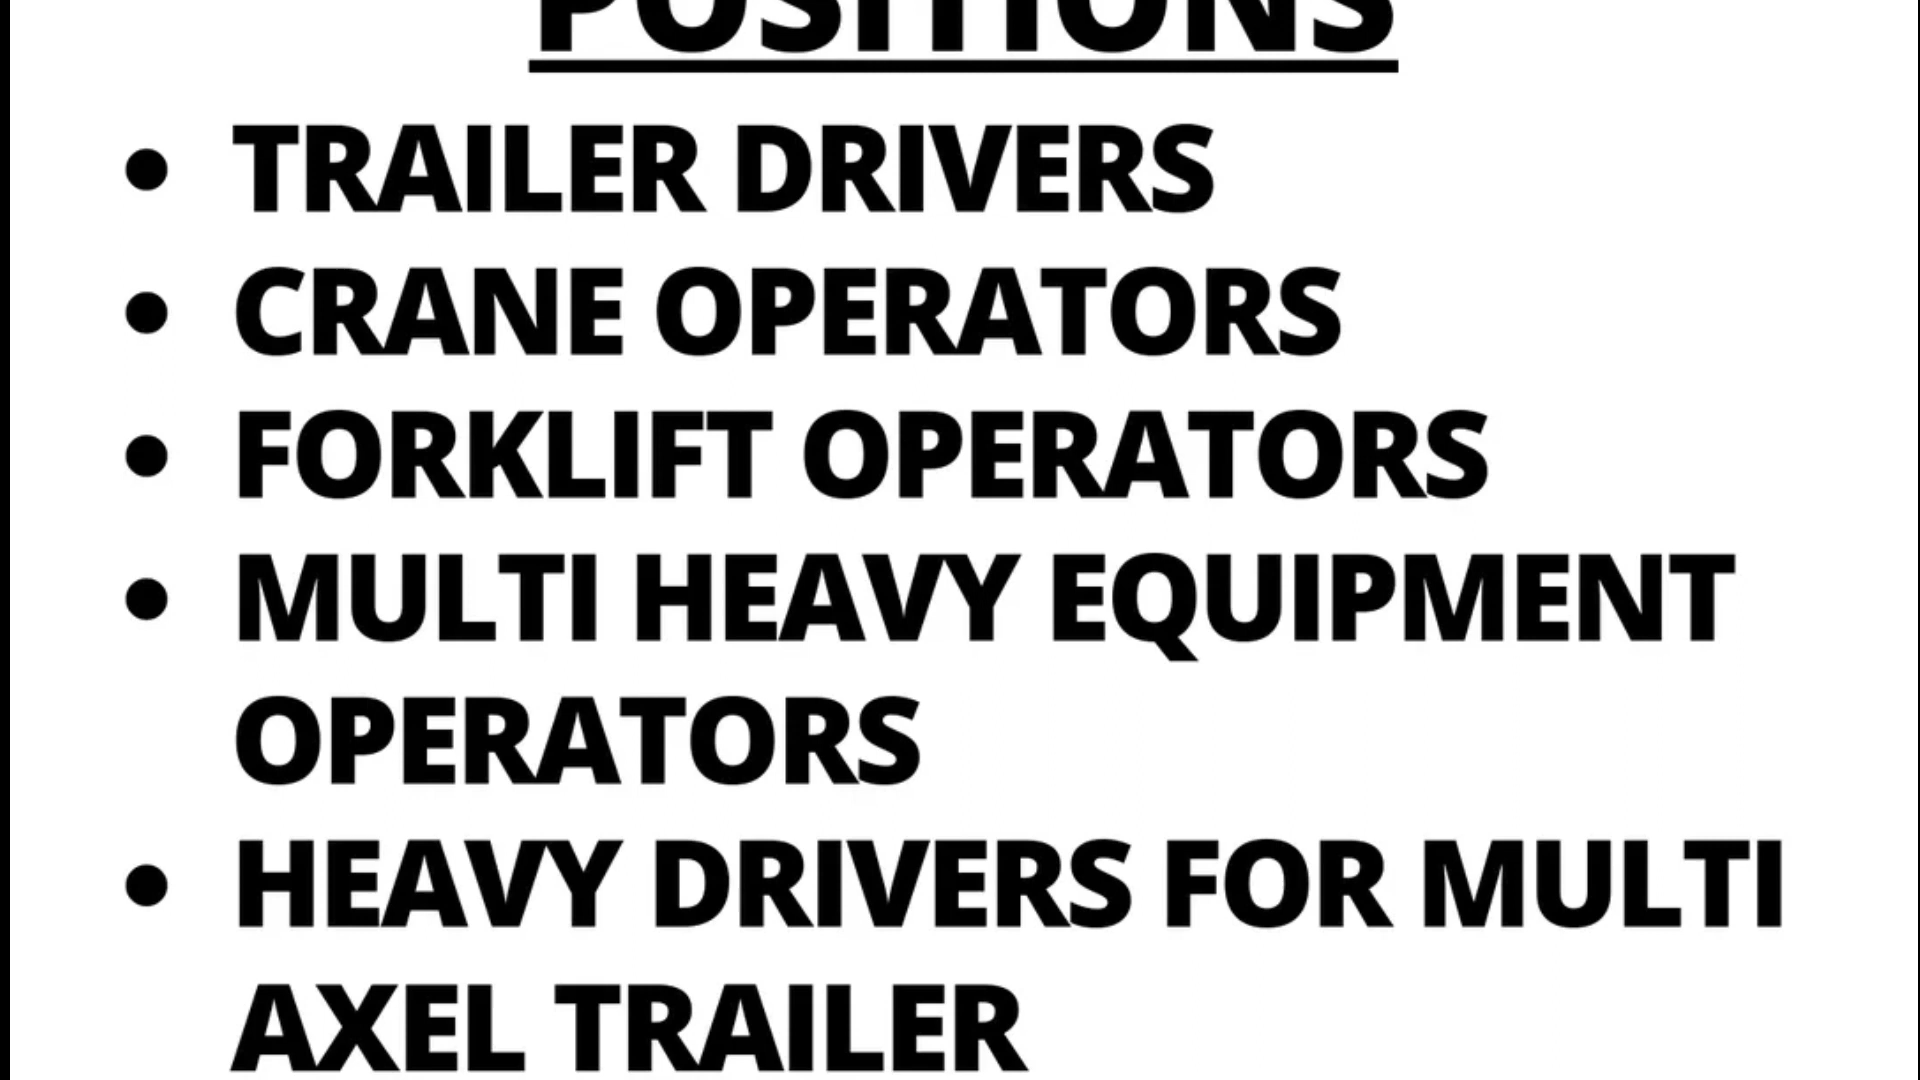 POSITIONS
• TRAILER DRIVERS
• CRANE OPERATORS
• FORKLIFT OPERATORS
• MULTI HEAVY EQUIPMENT
OPERATORS
• HEAVY DRIVERS FOR MULTI
AXEL TRAILER